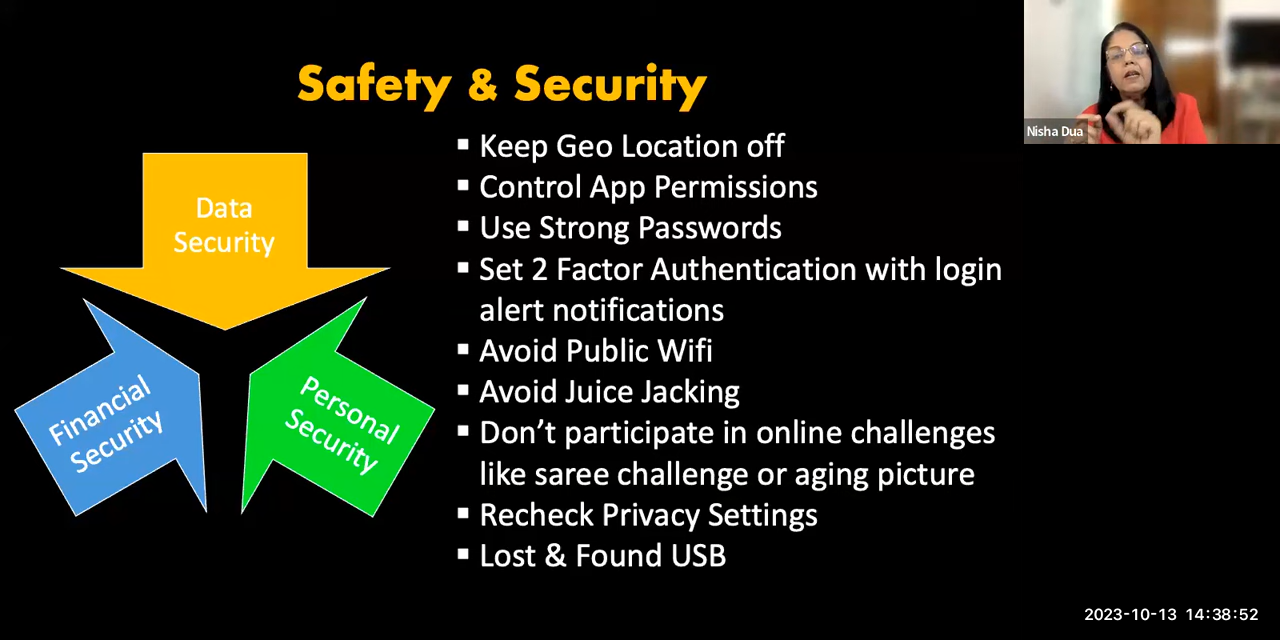 Safety & Security
Data
Security
Financial
Security
Personal
Security
▪ Keep Geo Location off
▪ Control App Permissions
▪ Use Strong Passwords
▪ Set 2 Factor Authentication with login
alert notifications
▪ Avoid Public Wifi
▪ Avoid Juice Jacking
▪ Don’t participate in online challenges
like saree challenge or aging picture
▪ Recheck Privacy Settings
▪ Lost & Found USB
Nisha Dua
2023-10-13 14:38:52